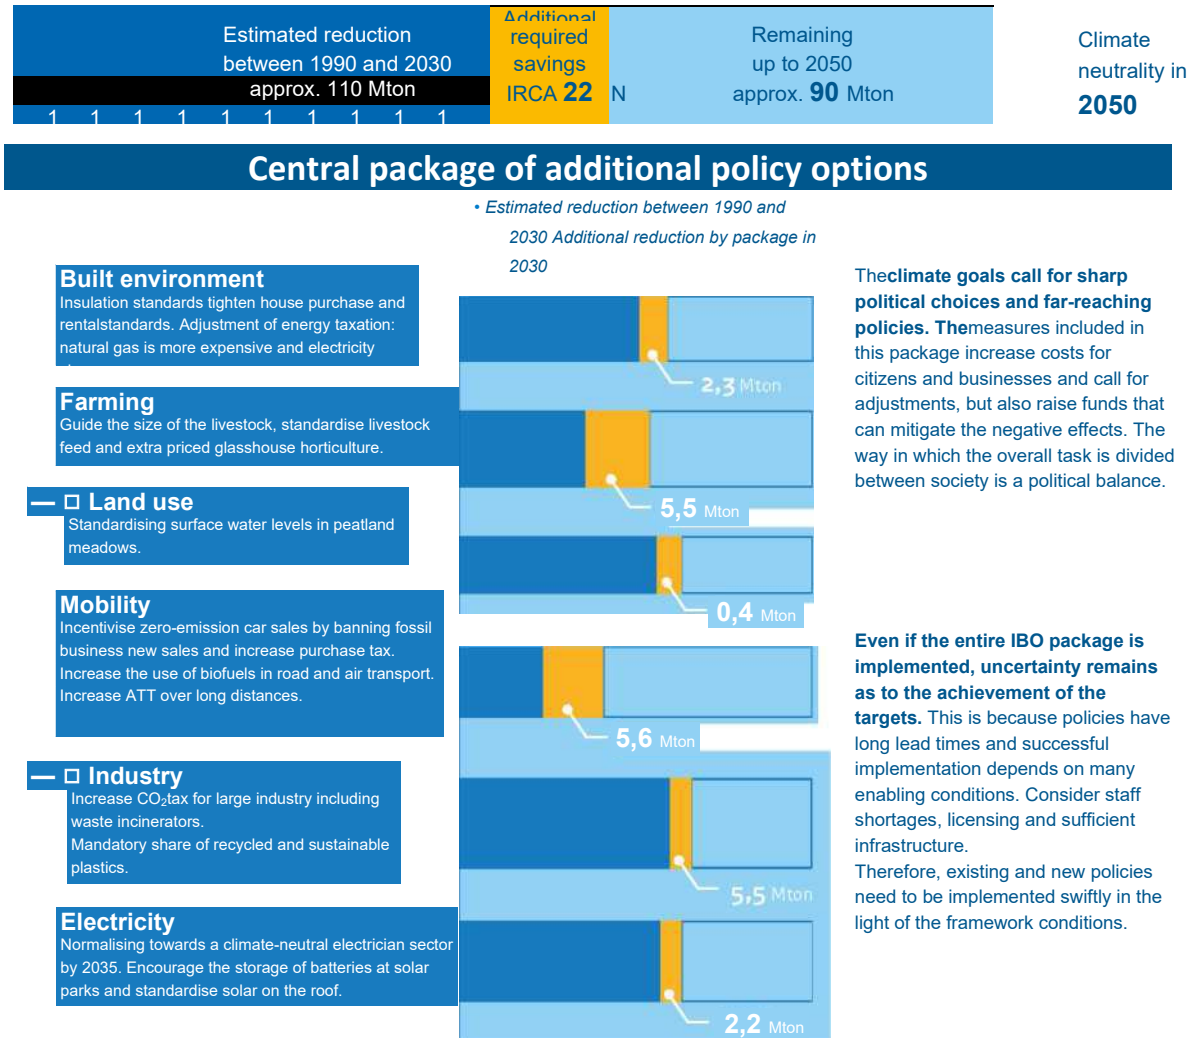 Estimated reduction
between 1990 and 2030
approx. 110 Mton
1 1 1 1 1 1 1 1 1 1
Additional
required
savings
IRCA 22 N
Remaining
up to 2050
approx. 90 Mton
Climate
neutrality in
2050
Central package of additional policy options
• Estimated reduction between 1990 and
2030 Additional reduction by package in
2030
Built environment
Insulation standards tighten house purchase and
rentalstandards. Adjustment of energy taxation:
natural gas is more expensive and electricity
2,3 Mton
Farming
Guide the size of the livestock, standardise livestock
feed and extra priced glasshouse horticulture.
5,5 Mton
— □ Land use
Standardising surface water levels in peatland
meadows.
0,4 Mton
Mobility
Incentivise zero-emission car sales by banning fossil
business new sales and increase purchase tax.
Increase the use of biofuels in road and air transport.
Increase ATT over long distances.
5,6 Mton
— □ Industry
Increase CO₂tax for large industry including
waste incinerators.
Mandatory share of recycled and sustainable
plastics.
5,5 Mton
Electricity
Normalising towards a climate-neutral electrician sector
by 2035. Encourage the storage of batteries at solar
parks and standardise solar on the roof.
2,2 Mton
Theclimate goals call for sharp
political choices and far-reaching
policies. Themeasures included in
this package increase costs for
citizens and businesses and call for
adjustments, but also raise funds that
can mitigate the negative effects. The
way in which the overall task is divided
between society is a political balance.
Even if the entire IBO package is
implemented, uncertainty remains
as to the achievement of the
targets. This is because policies have
long lead times and successful
implementation depends on many
enabling conditions. Consider staff
shortages, licensing and sufficient
infrastructure.
Therefore, existing and new policies
need to be implemented swiftly in the
light of the framework conditions.